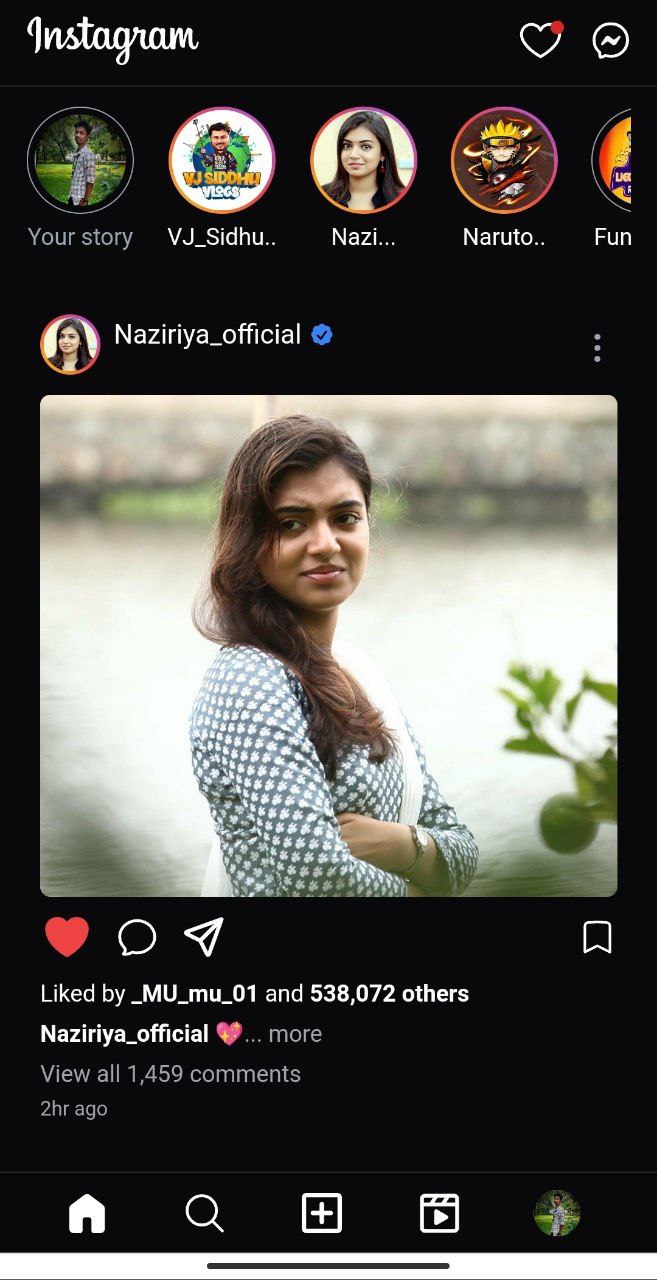 Instagram
VJ SIDDHU
VLOGS
Your story
VJ_Sidhu..
Nazi...
Naruto..
Fun
Naziriya_official
Liked by _MU_mu_01 and 538,072 others
Naziriya_official 💖... more
View all 1,459 comments
2hr ago